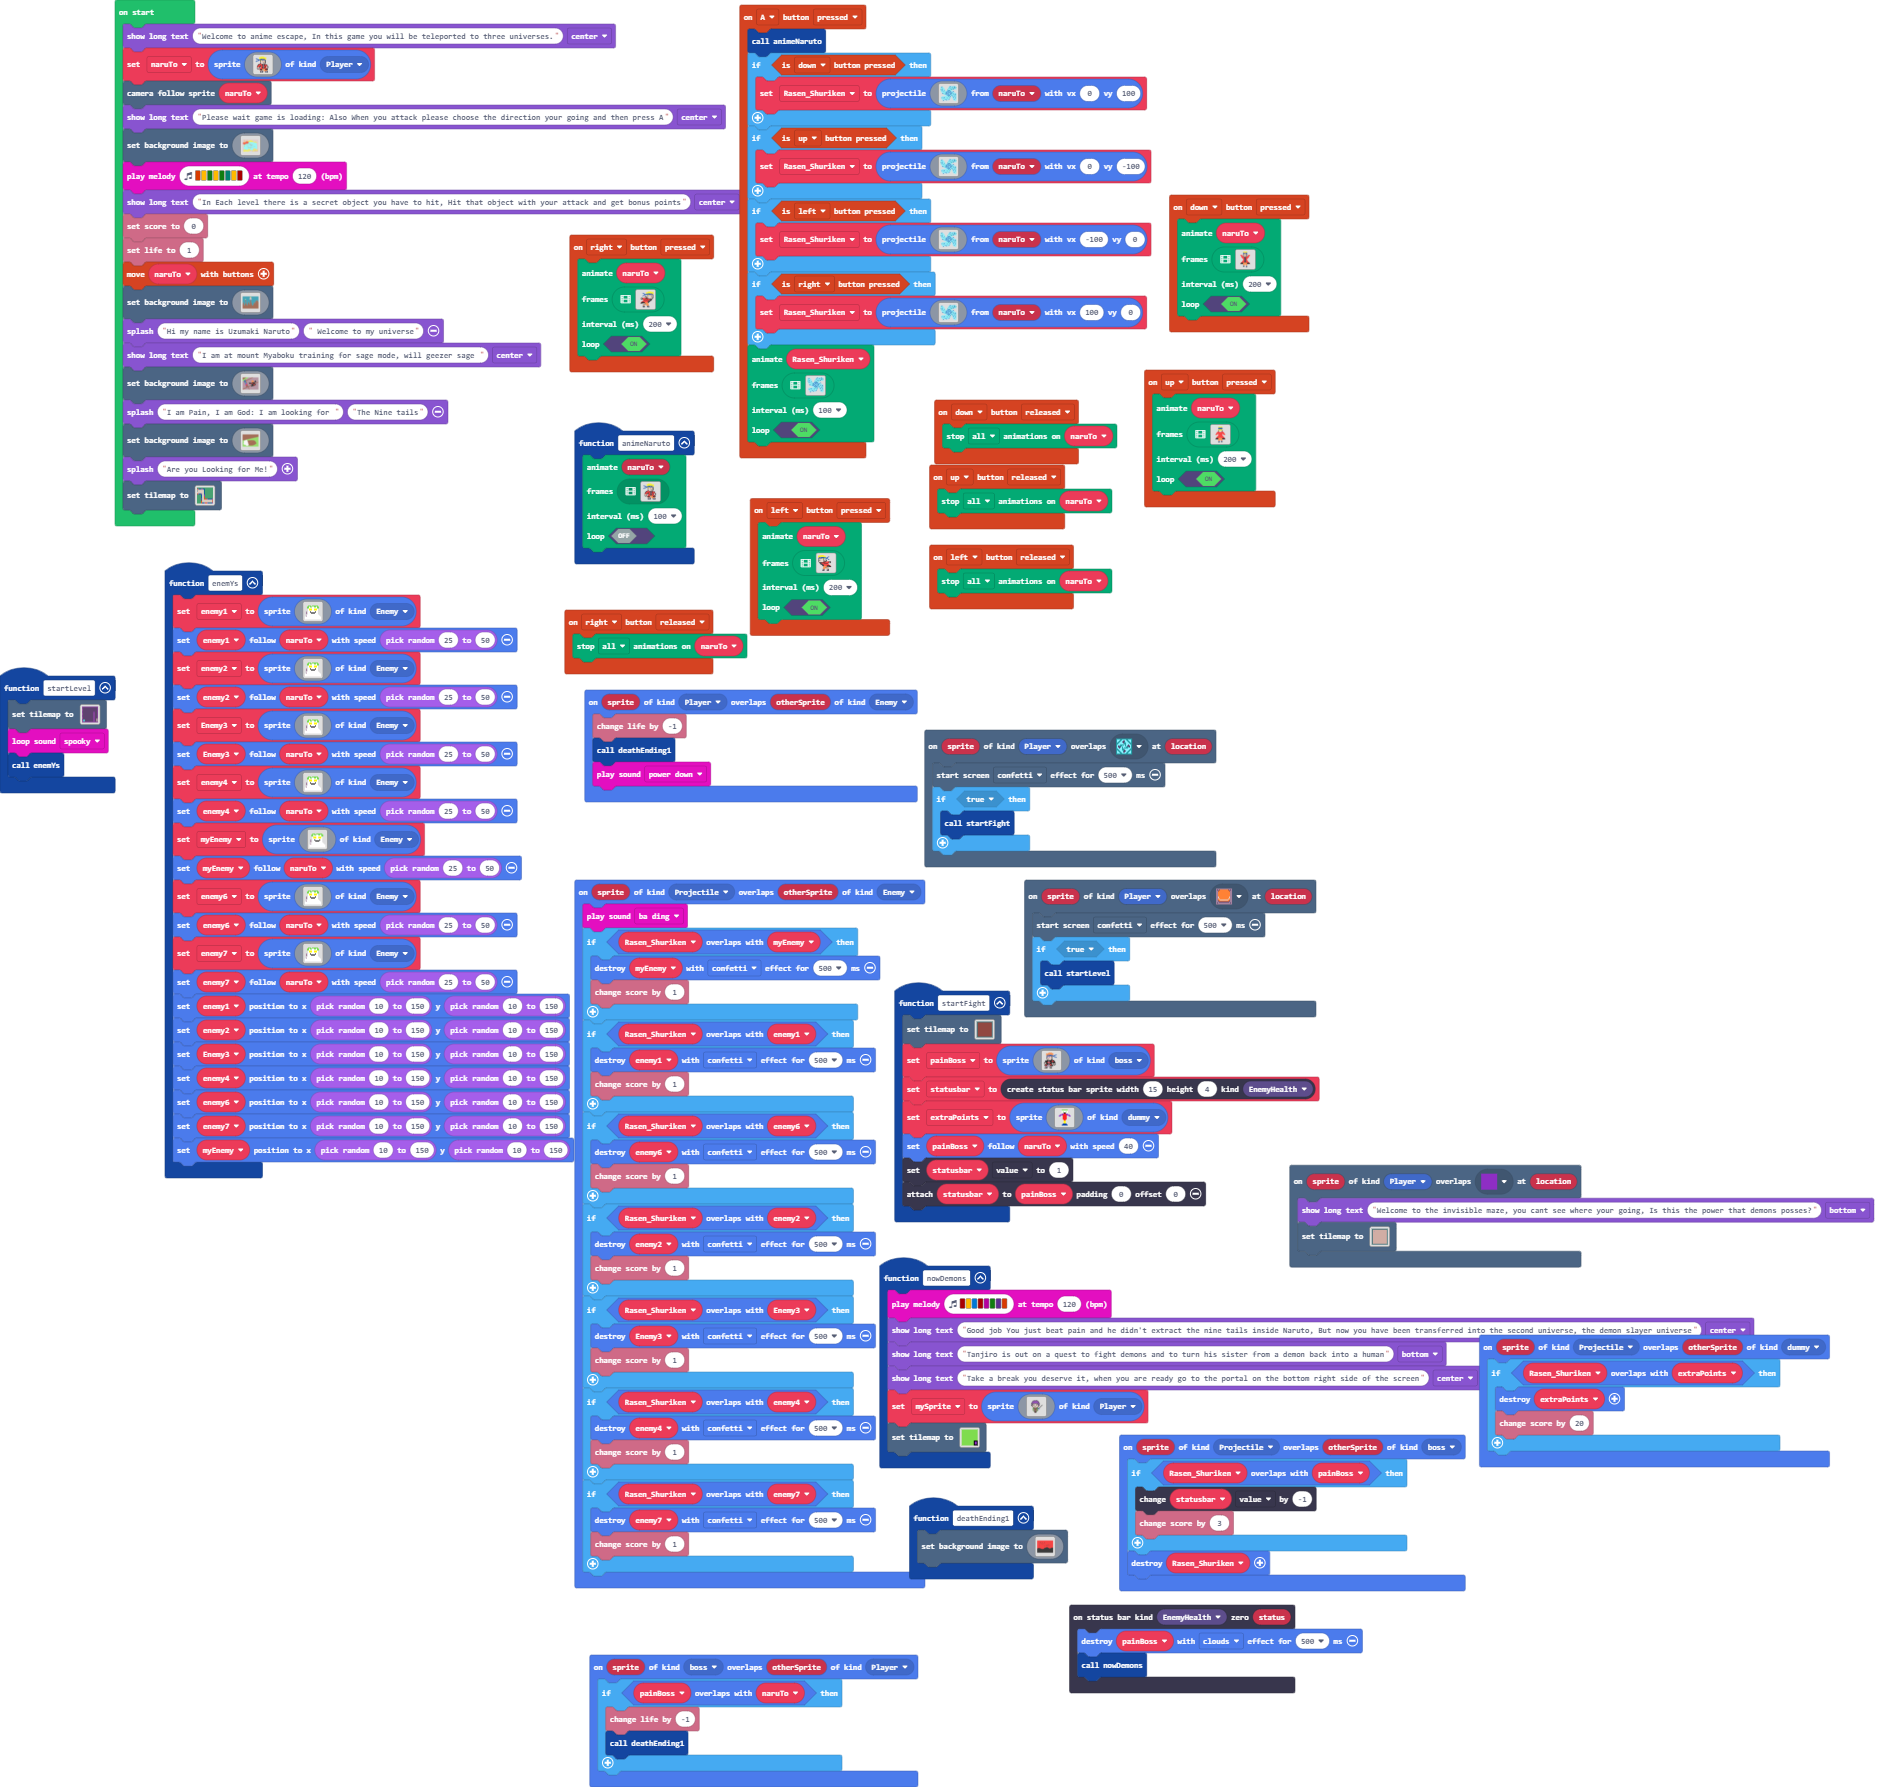 on start
show long text "Welcome to anime escape, In this game you will be teleported to three universes." center
set naruTo to sprite of kind Player
camera follow sprite naruTo
show long text "Please wait game is loading: Also When you attack please choose the direction your going and then press A" center
set background image to
play melody at tempo 120 (bpm)
show long text "In Each level there is a secret object you have to hit, Hit that object with your attack and get bonus points" center
set score to 0
set life to 1
move naruTo with buttons
set background image to
splash "Hi my name is Uzumaki Naruto" " Welcome to my universe"
show long text "I am at mount Myaboku training for sage mode, will geezer sage " center
set background image to
splash "I am Pain, I am God: I am looking for " "The Nine tails"
set background image to
splash "Are you Looking for Me!"
set tilemap to
on A button pressed
call animeNaruto
if is down button pressed then
set Rasen_Shuriken to projectile from naruTo with vx 0 vy 100
if is up button pressed then
set Rasen_Shuriken to projectile from naruTo with vx 0 vy -100
if is left button pressed then
set Rasen_Shuriken to projectile from naruTo with vx -100 vy 0
if is right button pressed then
set Rasen_Shuriken to projectile from naruTo with vx 100 vy 0
animate Rasen_Shuriken
frames
interval (ms) 100
loop ON
on down button pressed
animate naruTo
frames
interval (ms) 200
loop ON
on right button pressed
animate naruTo
frames
interval (ms) 200
loop ON
on up button pressed
animate naruTo
frames
interval (ms) 200
loop ON
function animeNaruto
animate naruTo
frames
interval (ms) 100
loop OFF
on down button released
stop all animations on naruTo
on up button released
stop all animations on naruTo
on left button pressed
animate naruTo
frames
interval (ms) 200
loop ON
on left button released
stop all animations on naruTo
on right button released
stop all animations on naruTo
function enemYs
set enemy1 to sprite of kind Enemy
set enemy1 follow naruTo with speed pick random 25 to 50
set enemy2 to sprite of kind Enemy
set enemy2 follow naruTo with speed pick random 25 to 50
set Enemy3 to sprite of kind Enemy
set Enemy3 follow naruTo with speed pick random 25 to 50
set enemy4 to sprite of kind Enemy
set enemy4 follow naruTo with speed pick random 25 to 50
set myEnemy to sprite of kind Enemy
set myEnemy follow naruTo with speed pick random 25 to 50
set enemy6 to sprite of kind Enemy
set enemy6 follow naruTo with speed pick random 25 to 50
set enemy7 to sprite of kind Enemy
set enemy7 follow naruTo with speed pick random 25 to 50
set enemy1 position to x pick random 10 to 150 y pick random 10 to 150
set enemy2 position to x pick random 10 to 150 y pick random 10 to 150
set Enemy3 position to x pick random 10 to 150 y pick random 10 to 150
set enemy4 position to x pick random 10 to 150 y pick random 10 to 150
set enemy6 position to x pick random 10 to 150 y pick random 10 to 150
set enemy7 position to x pick random 10 to 150 y pick random 10 to 150
set myEnemy position to x pick random 10 to 150 y pick random 10 to 150
function startLevel
set tilemap to
loop sound spooky
call enemYs
on sprite of kind Player overlaps otherSprite of kind Enemy
change life by -1
call deathEnding1
play sound power down
on sprite of kind Player overlaps at location
start screen confetti effect for 500 ms
if true then
call startFight
on sprite of kind Projectile overlaps otherSprite of kind Enemy
play sound ba ding
if Rasen_Shuriken overlaps with myEnemy then
destroy myEnemy with confetti effect for 500 ms
change score by 1
if Rasen_Shuriken overlaps with enemy1 then
destroy enemy1 with confetti effect for 500 ms
change score by 1
if Rasen_Shuriken overlaps with enemy6 then
destroy enemy6 with confetti effect for 500 ms
change score by 1
if Rasen_Shuriken overlaps with enemy2 then
destroy enemy2 with confetti effect for 500 ms
change score by 1
if Rasen_Shuriken overlaps with Enemy3 then
destroy Enemy3 with confetti effect for 500 ms
change score by 1
if Rasen_Shuriken overlaps with enemy4 then
destroy enemy4 with confetti effect for 500 ms
change score by 1
if Rasen_Shuriken overlaps with enemy7 then
destroy enemy7 with confetti effect for 500 ms
change score by 1
on sprite of kind Player overlaps at location
start screen confetti effect for 500 ms
if true then
call startLevel
function startFight
set tilemap to
set painBoss to sprite of kind boss
set statusbar to create status bar sprite width 15 height 4 kind EnemyHealth
set extraPoints to sprite of kind dummy
set painBoss follow naruTo with speed 40
set statusbar value to 1
attach statusbar to painBoss padding 0 offset 0
on sprite of kind Player overlaps at location
show long text "Welcome to the invisible maze, you cant see where your going, Is this the power that demons posses?" bottom
set tilemap to
function nowDemons
play melody at tempo 120 (bpm)
show long text "Good job You just beat pain and he didn't extract the nine tails inside Naruto, But now you have been transferred into the second universe, the demon slayer universe" center
show long text "Tanjiro is out on a quest to fight demons and to turn his sister from a demon back into a human" bottom
show long text "Take a break you deserve it, when you are ready go to the portal on the bottom right side of the screen" center
set mySprite to sprite of kind Player
set tilemap to
on sprite of kind Projectile overlaps otherSprite of kind dummy
if Rasen_Shuriken overlaps with extraPoints then
destroy extraPoints
change score by 20
on sprite of kind Projectile overlaps otherSprite of kind boss
if Rasen_Shuriken overlaps with painBoss then
change statusbar value by -1
change score by 3
destroy Rasen_Shuriken
function deathEnding1
set background image to
on status bar kind EnemyHealth zero status
destroy painBoss with clouds effect for 500 ms
call nowDemons
on sprite of kind boss overlaps otherSprite of kind Player
if painBoss overlaps with naruTo then
change life by -1
call deathEnding1